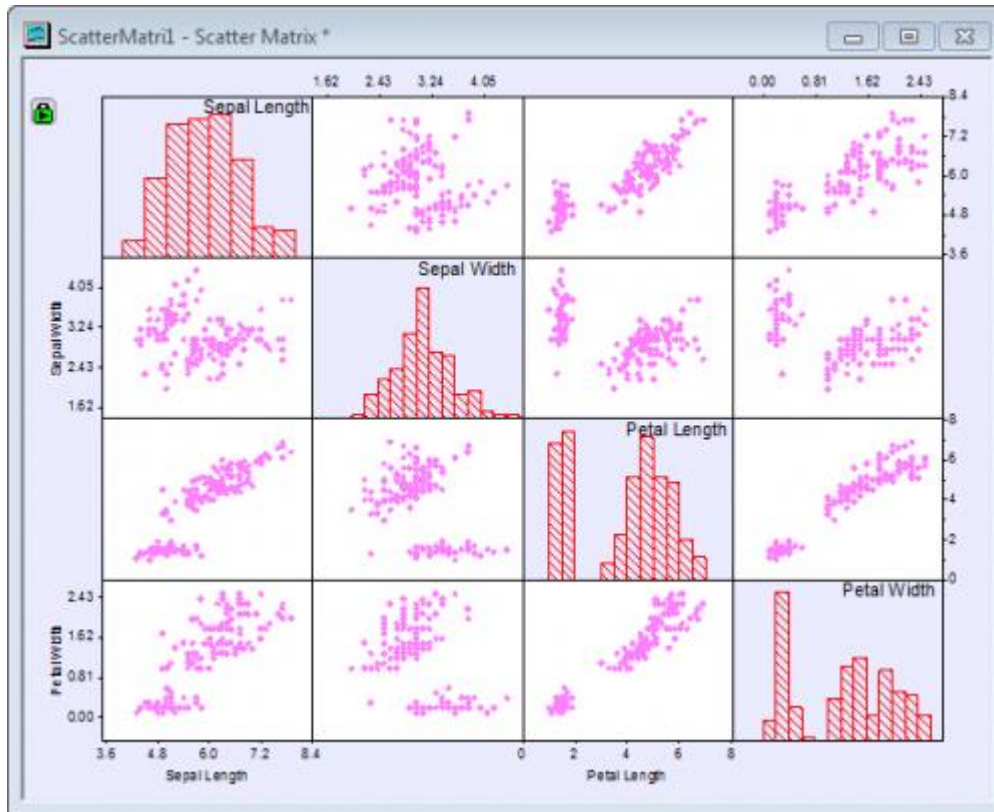 ScatterMatri1 - Scatter Matrix *
1.62 2.43 3.24 4.05 0.00 0.81 1.62 2.43
Sepal Length
8.4
7.2
6.0
4.8
3.6
Sepal Width
Sepal Width
4.05
3.24
2.43
1.62
Petal Length
8
6
4
2
0
Petal Width
Petal Width
2.43
1.62
0.81
0.00
3.6 4.8 6.0 7.2 8.4 0 2 4 6 8
Sepal Length Petal Length